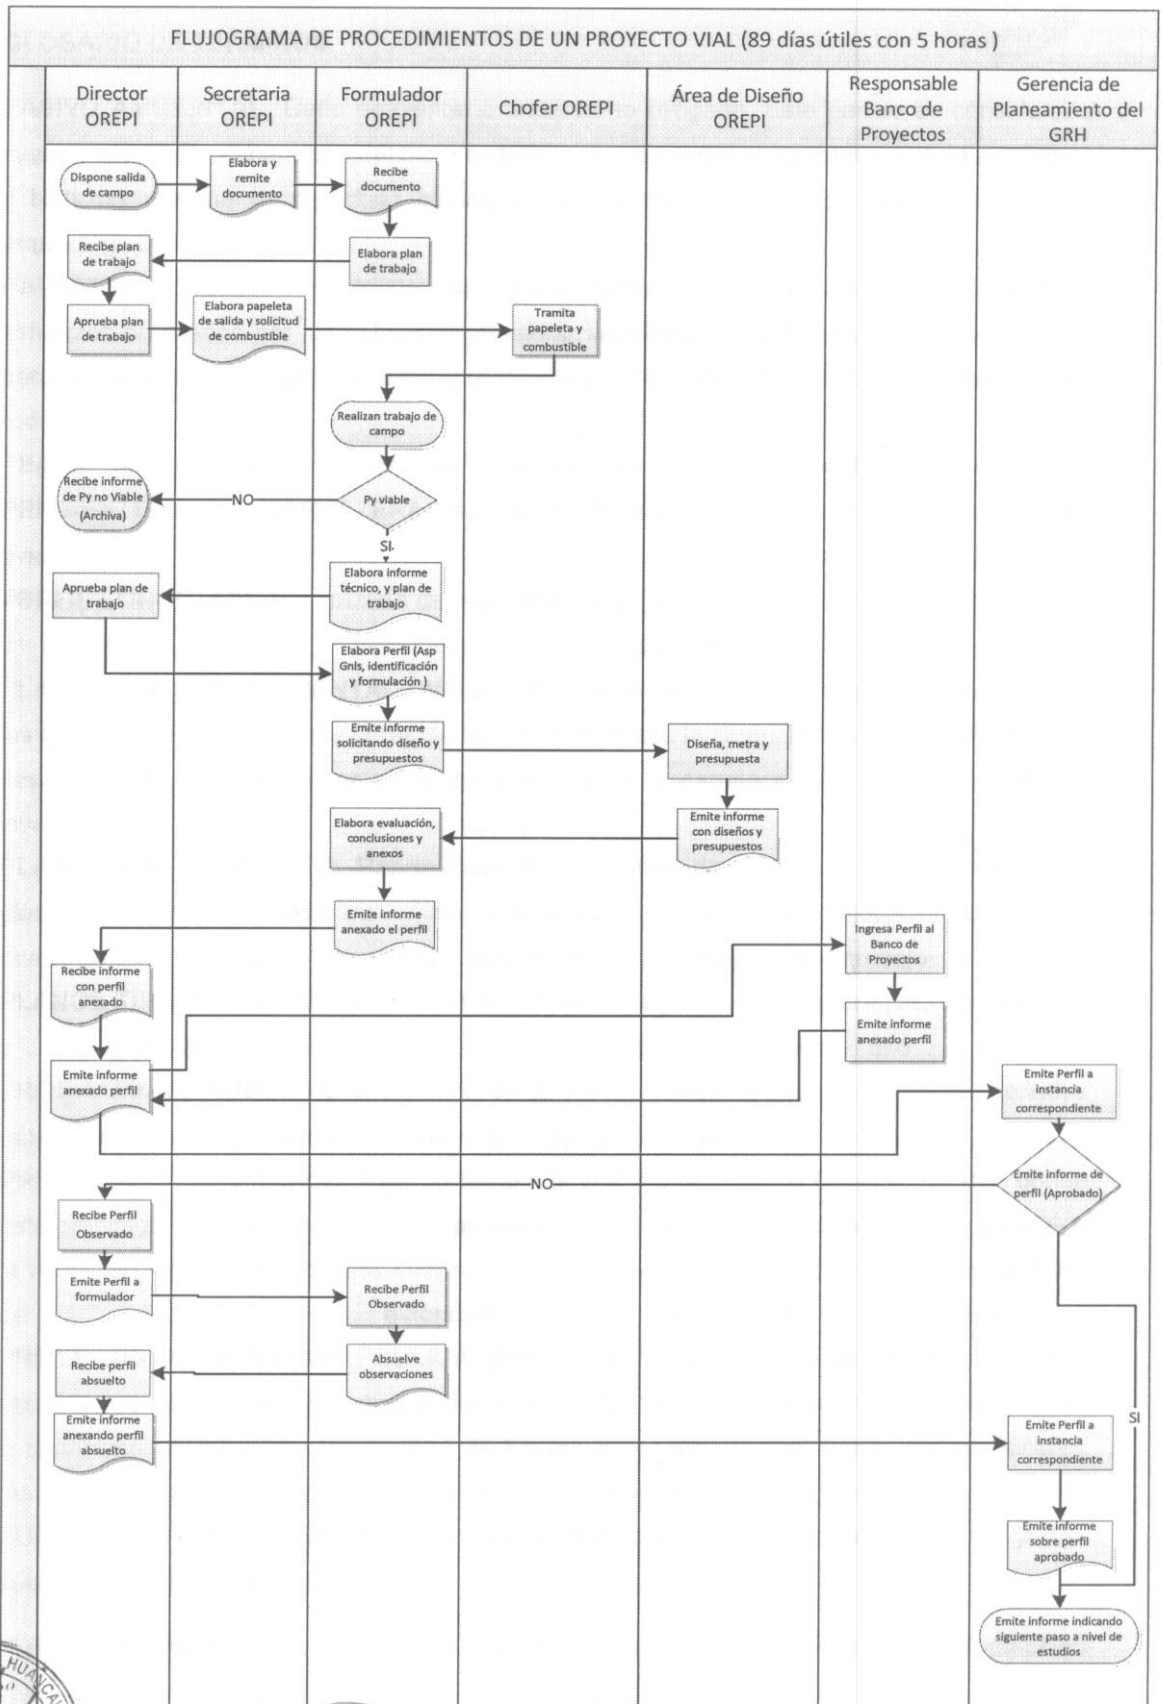 FLUJOGRAMA DE PROCEDIMIENTOS DE UN PROYECTO VIAL (89 días útiles con 5 horas )
Director
OREPI
Secretaria
OREPI
Formulador
OREPI
Chofer OREPI
Área de Diseño
OREPI
Responsable
Banco de
Proyectos
Gerencia de
Planeamiento del
GRH
Dispone salida
de campo
Elabora y
remite
documento
Recibe
documento
Recibe plan
de trabajo
Elabora plan
de trabajo
Aprueba plan
de trabajo
Elabora papeleta
de salida y solicitud
de combustible
Tramita
papeleta y
combustible
Realizan trabajo de
campo
Recibe informe
de Py no Viable
(Archiva)
NO
Py viable
SI
Aprueba plan de
trabajo
Elabora informe
técnico, y plan de
trabajo
Elabora Perfil (Asp
Gnls, identificación
y formulación )
Emite informe
solicitando diseño y
presupuestos
Diseña, metra y
presupuesta
Elabora evaluación,
conclusiones y
anexos
Emite informe
con diseños y
presupuestos
Emite informe
anexado el perfil
Ingresa Perfil al
Banco de
Proyectos
Recibe informe
con perfil
anexado
Emite informe
anexado perfil
Emite informe
anexado perfil
Emite Perfil a
instancia
correspondiente
Emite informe de
perfil (Aprobado)
NO
Recibe Perfil
Observado
Emite Perfil a
formulador
Recibe Perfil
Observado
Recibe perfil
absuelto
Absuelve
observaciones
Emite informe
anexando perfil
absuelto
SI
Emite Perfil a
instancia
correspondiente
Emite informe
sobre perfil
aprobado
Emite informe indicando
siguiente paso a nivel de
estudios